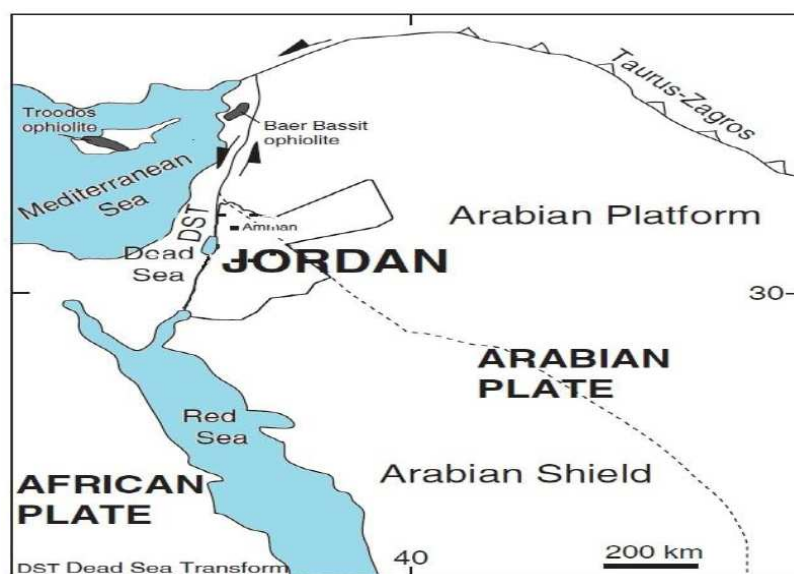 Taurus-Zagros
Troodos
ophiolite
Baer Bassit
ophiolite
Mediterranean
Sea
DST
Arabian Platform
Amman
Dead
Sea
JORDAN
30
ARABIAN
PLATE
Red
Sea
Arabian Shield
AFRICAN
PLATE
DST Dead Sea Transform
40
200 km